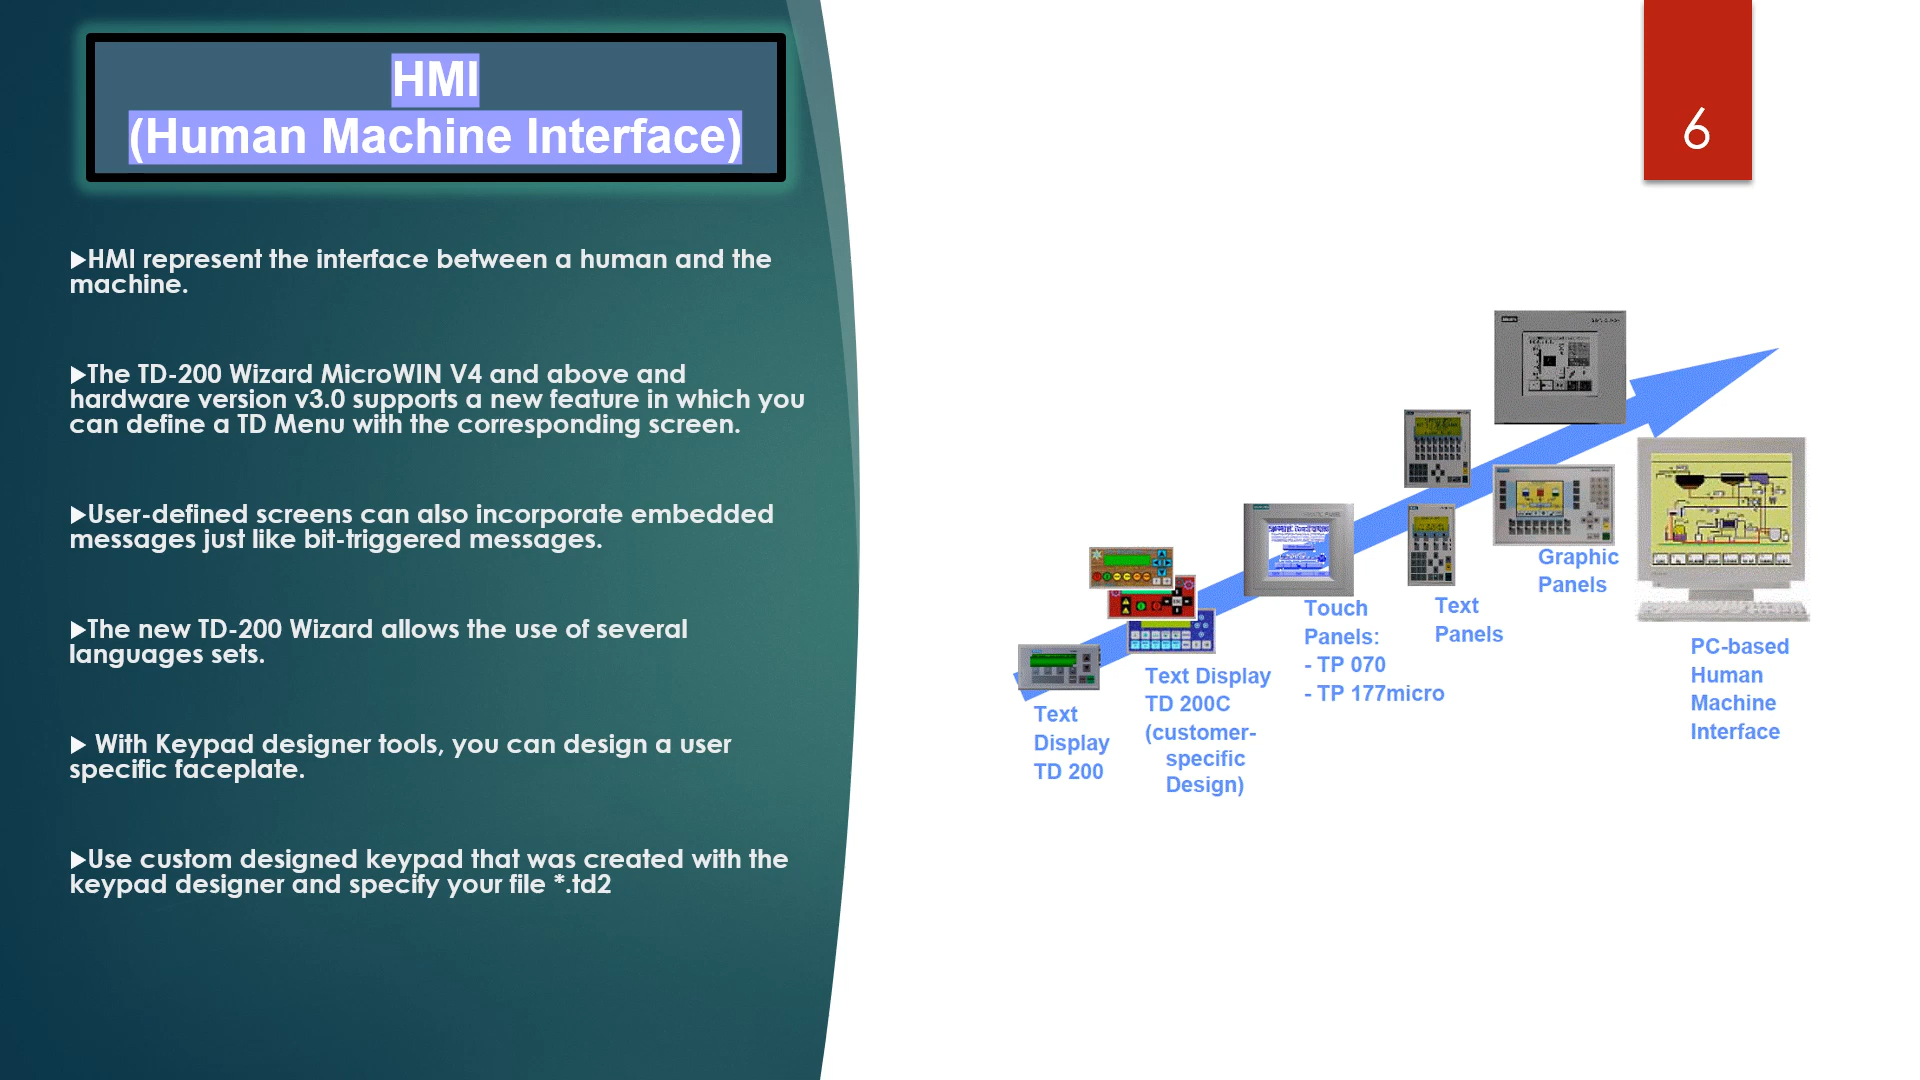 HMI
(Human Machine Interface)
6
▶HMI represent the interface between a human and the
machine.
▶The TD-200 Wizard MicroWIN V4 and above and
hardware version v3.0 supports a new feature in which you
can define a TD Menu with the corresponding screen.
▶User-defined screens can also incorporate embedded
messages just like bit-triggered messages.
▶The new TD-200 Wizard allows the use of several
languages sets.
▶ With Keypad designer tools, you can design a user
specific faceplate.
▶Use custom designed keypad that was created with the
keypad designer and specify your file *.td2
Text
Display
TD 200
Text Display
TD 200C
(customer-
specific
Design)
Touch
Panels:
- TP 070
- TP 177micro
Text
Panels
Graphic
Panels
PC-based
Human
Machine
Interface